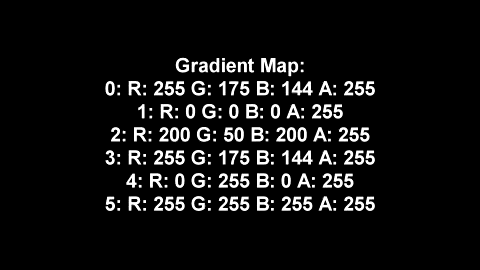 Gradient Map:
0: R: 255 G: 175 B: 144 A: 255
1: R: 0 G: 0 B: 0 A: 255
2: R: 200 G: 50 B: 200 A: 255
3: R: 255 G: 175 B: 144 A: 255
4: R: 0 G: 255 B: 0 A: 255
5: R: 255 G: 255 B: 255 A: 255